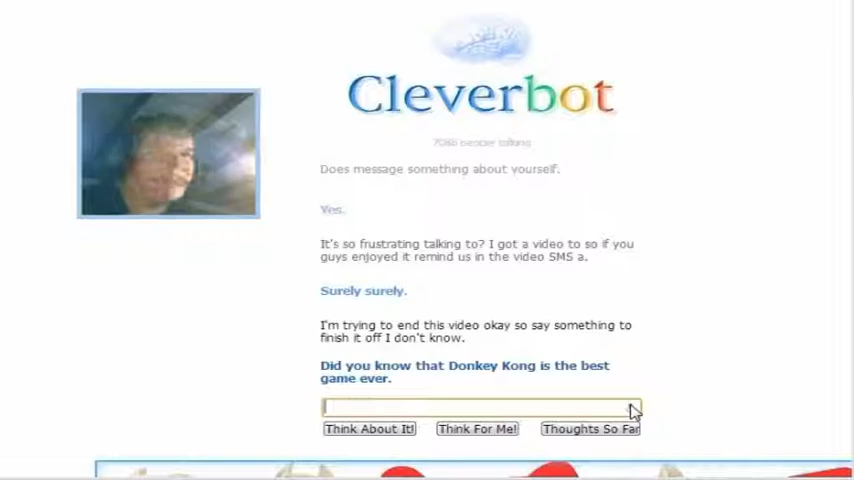 Cleverbot
people talking
Does message something about yourself.
Yes.
It's so frustrating talking to? I got a video to so if you
guys enjoyed it remind us in the video SMS a.
Surely surely.
I'm trying to end this video okay so say something to
finish it off I don't know.
Did you know that Donkey Kong is the best
game ever.
Think About It! Think For Me! Thoughts So Far